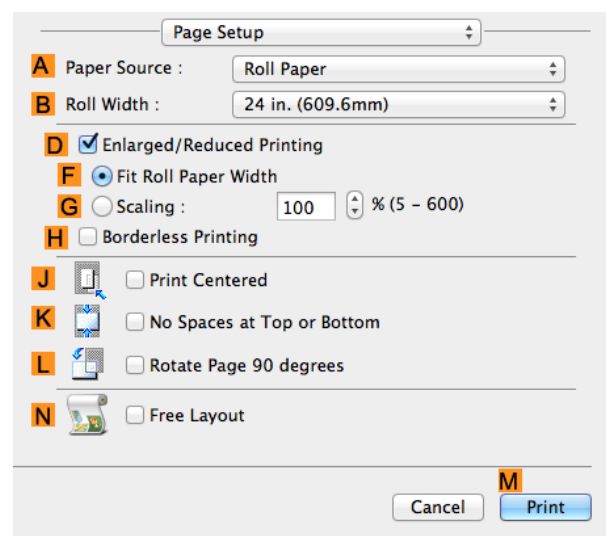 Page Setup
A Paper Source : Roll Paper
B Roll Width : 24 in. (609.6mm)
D Enlarged/Reduced Printing
F Fit Roll Paper Width
G Scaling : 100 % (5 – 600)
H Borderless Printing
J Print Centered
K No Spaces at Top or Bottom
L Rotate Page 90 degrees
N Free Layout
M
Cancel Print